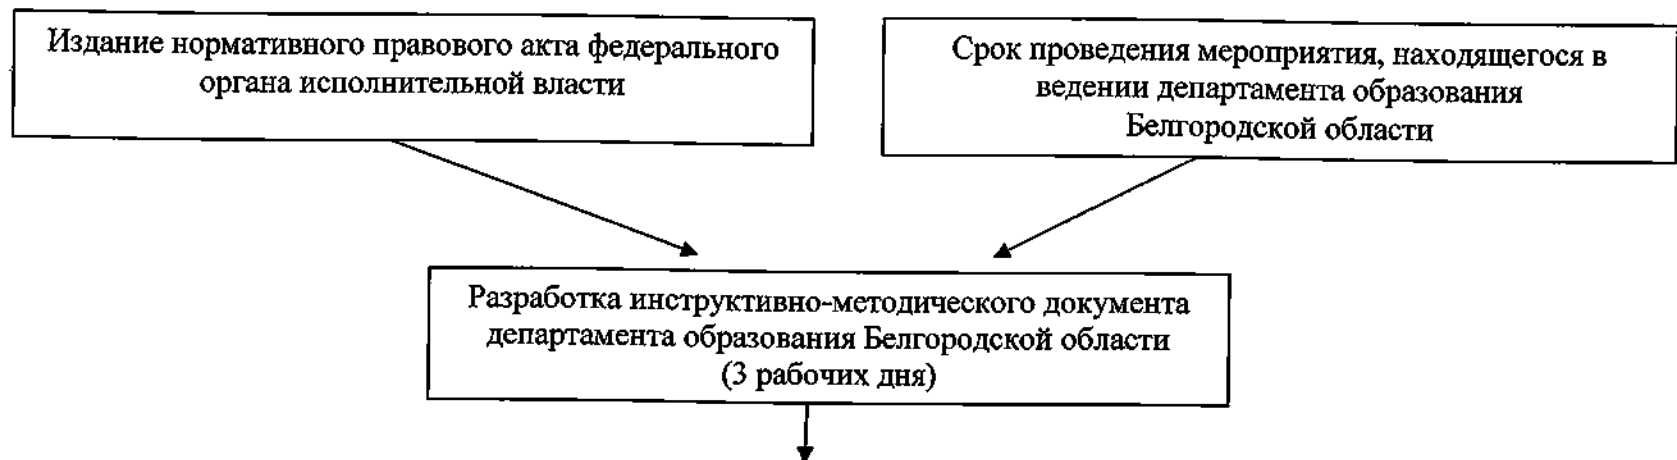 Издание нормативного правового акта федерального
органа исполнительной власти
Срок проведения мероприятия, находящегося в
ведении департамента образования
Белгородской области
Разработка инструктивно-методического документа
департамента образования Белгородской области
(3 рабочих дня)